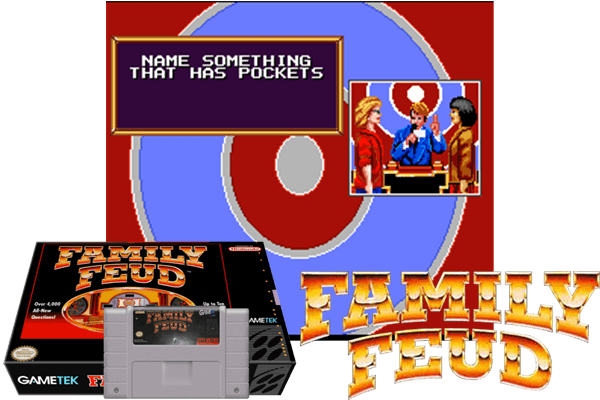 NAME SOMETHING
THAT HAS POCKETS
FAMILY
FEUD
Over 4,000
All-New
Questions!
Up to Ten
GAMETEK
GAMETEK
FAMILY
FEUD
FAMILY
FEUD